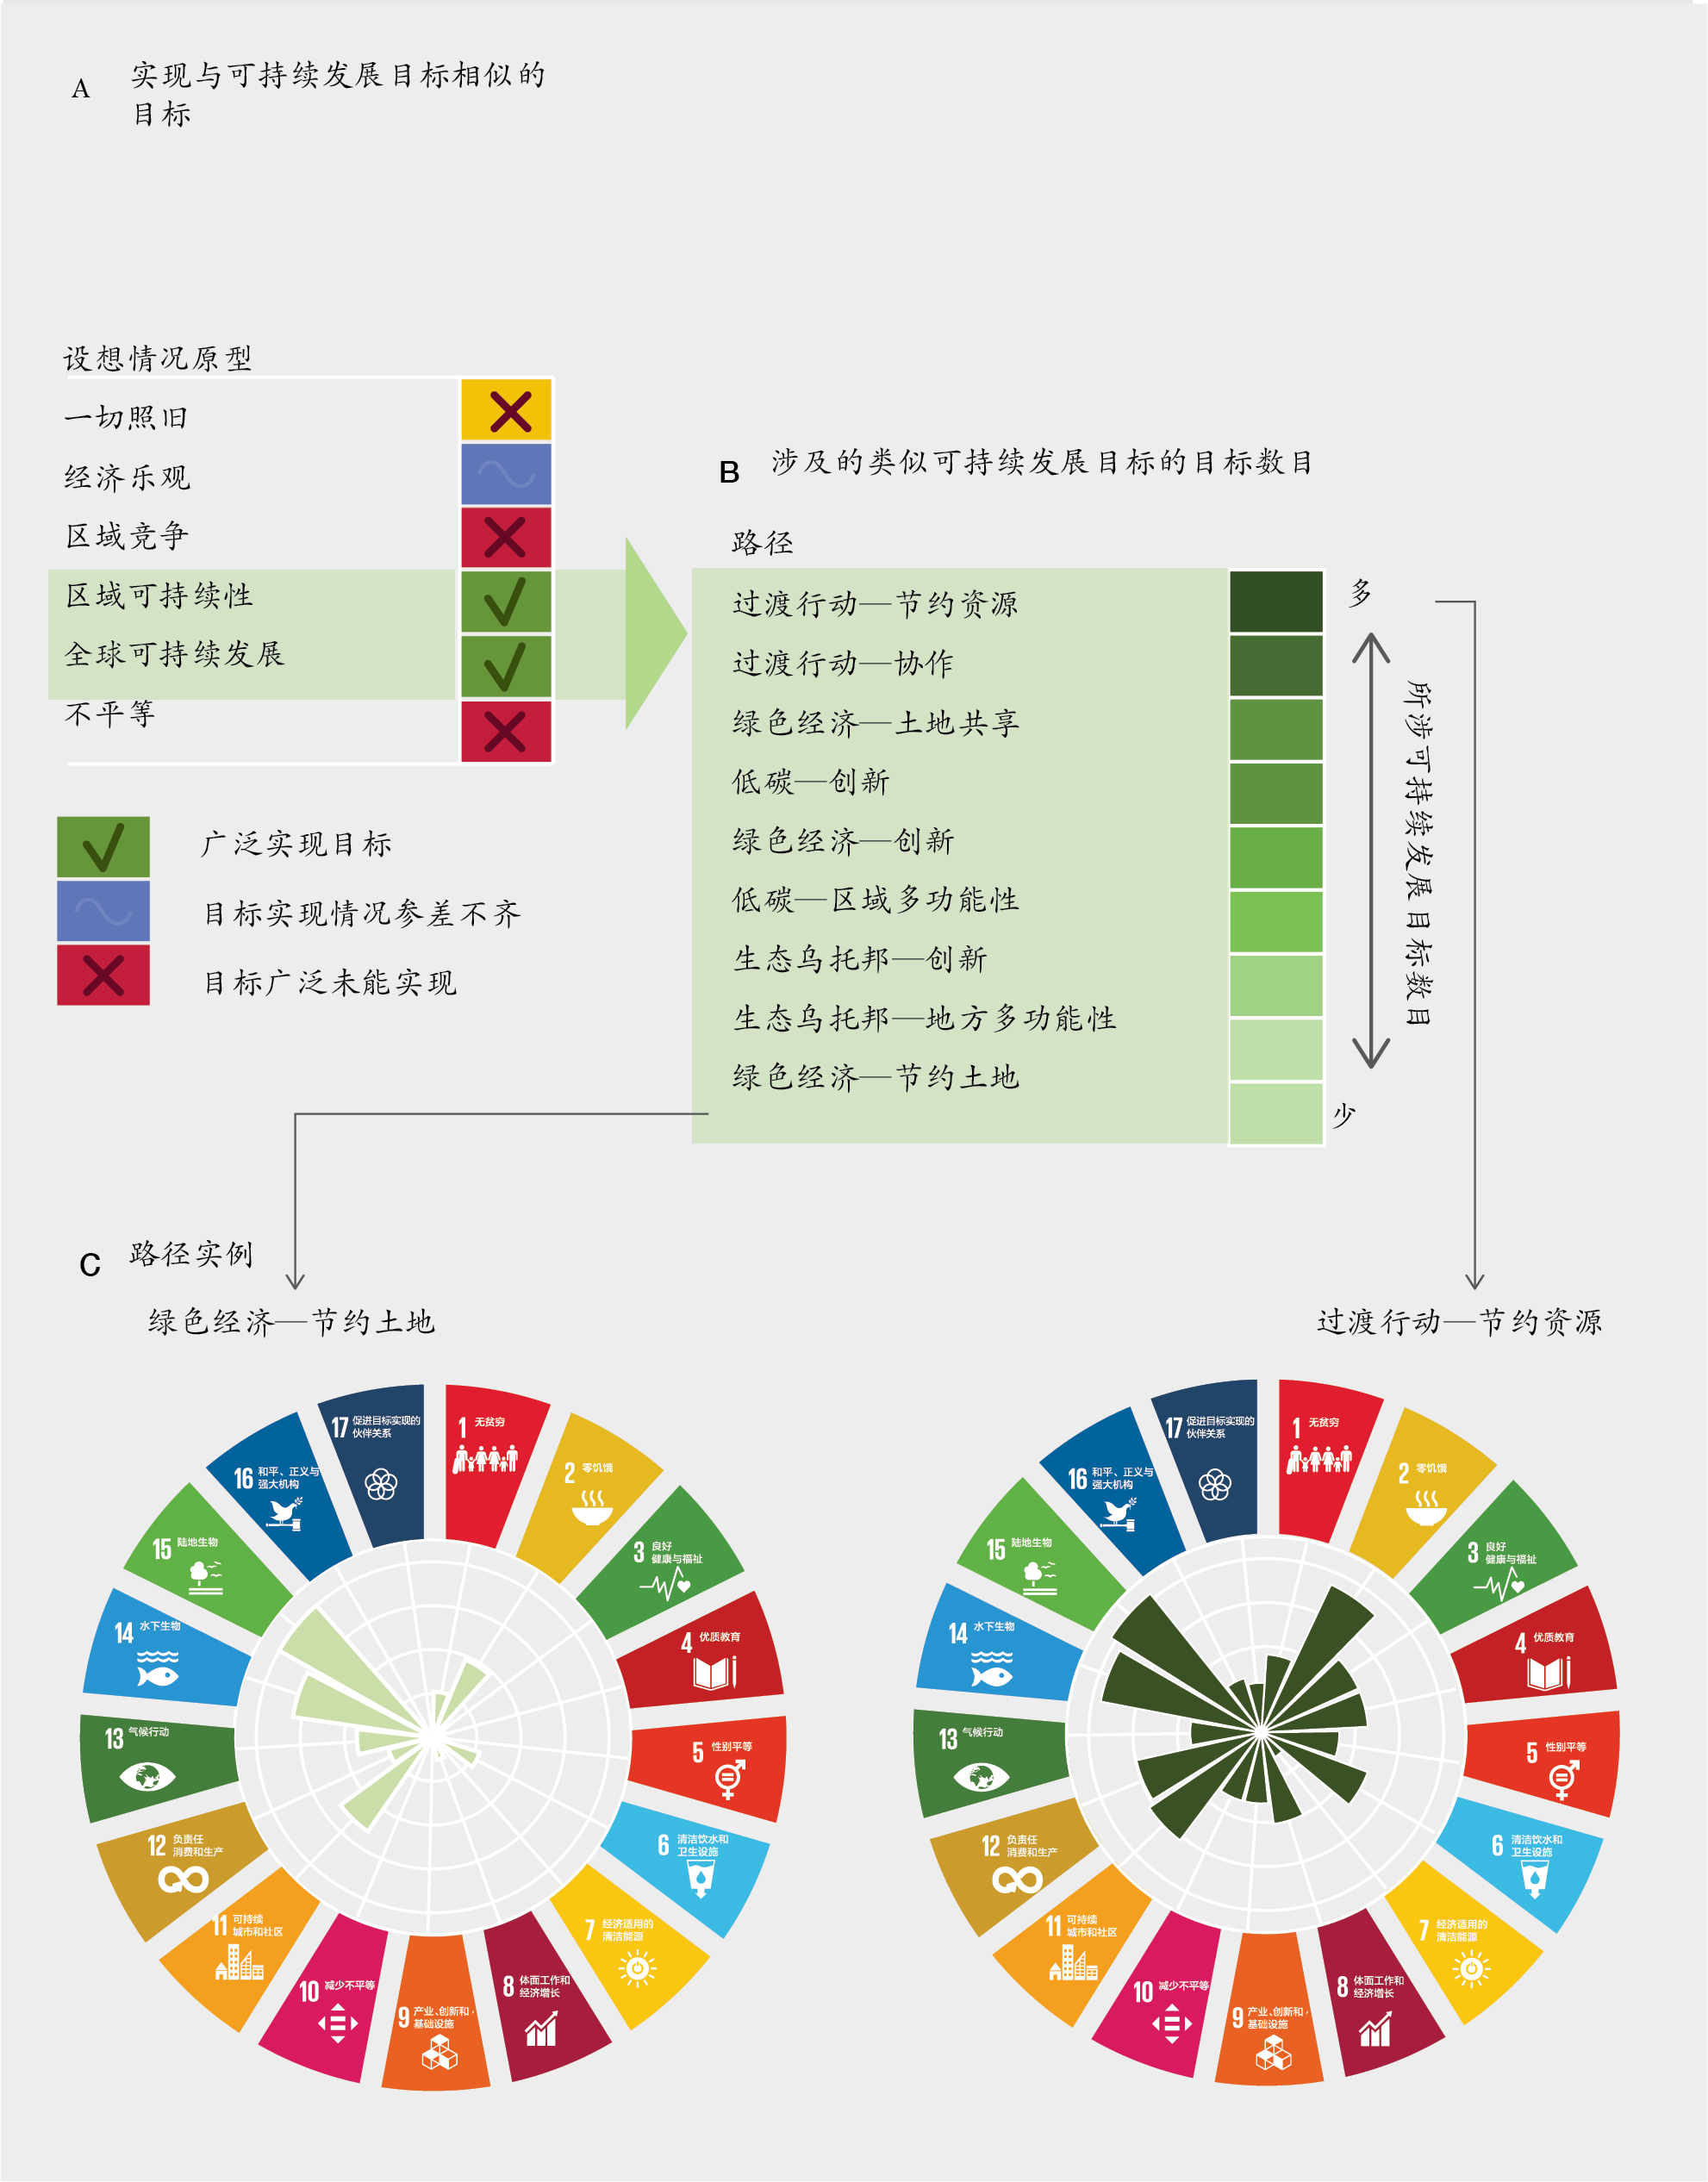 A
实现与可持续发展目标相似的
目标
设想情况原型
一切照旧
经济乐观
区域竞争
区域可持续性
全球可持续发展
不平等
广泛实现目标
目标实现情况参差不齐
目标广泛未能实现
B
涉及的类似可持续发展目标的目标数目
路径
过渡行动—节约资源
过渡行动—协作
绿色经济—土地共享
低碳—创新
绿色经济—创新
低碳—区域多功能性
生态乌托邦—创新
生态乌托邦—地方多功能性
绿色经济—节约土地
多
所涉可持续发展目标数目
少
C
路径实例
绿色经济—节约土地
1 无贫穷
2 零饥饿
3 良好
健康与福祉
4 优质教育
5 性别平等
6 清洁饮水和
卫生设施
7 经济适用的
清洁能源
8 体面工作和
经济增长
9 产业、创新和
基础设施
10 减少不平等
11 可持续
城市和社区
12 负责任
消费和生产
13 气候行动
14 水下生物
15 陆地生物
16 和平、正义与
强大机构
17 促进目标实现的
伙伴关系
过渡行动—节约资源
1 无贫穷
2 零饥饿
3 良好
健康与福祉
4 优质教育
5 性别平等
6 清洁饮水和
卫生设施
7 经济适用的
清洁能源
8 体面工作和
经济增长
9 产业、创新和
基础设施
10 减少不平等
11 可持续
城市和社区
12 负责任
消费和生产
13 气候行动
14 水下生物
15 陆地生物
16 和平、正义与
强大机构
17 促进目标实现的
伙伴关系